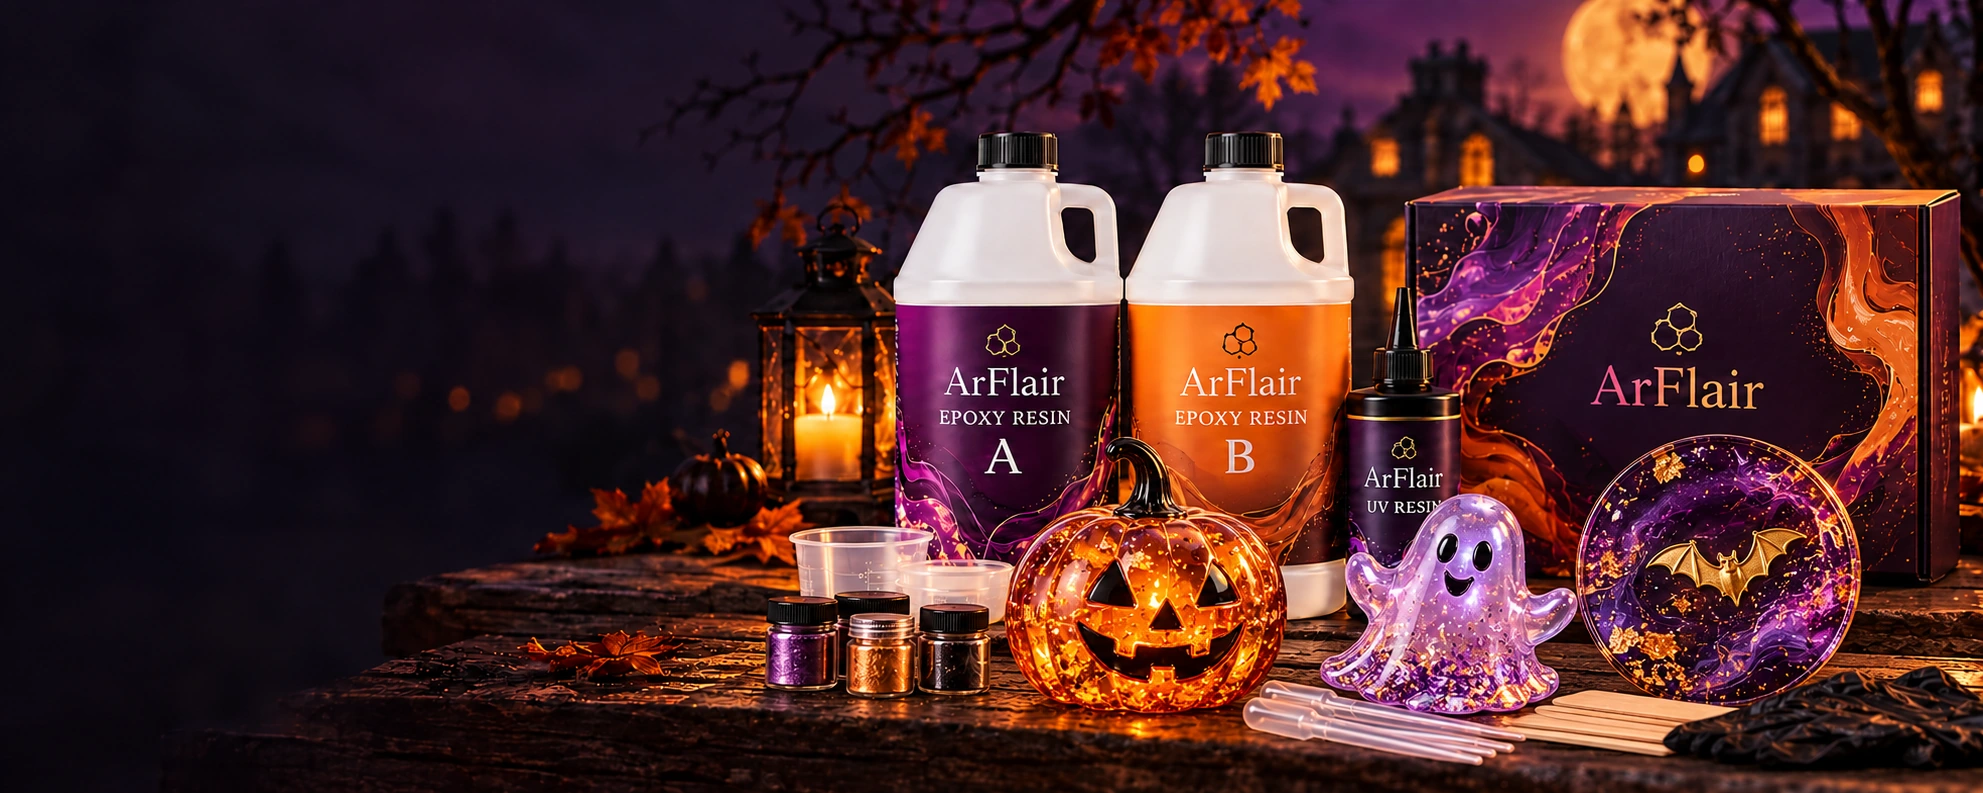 ArFlair
EPOXY RESIN
A
ArFlair
EPOXY RESIN
B
ArFlair
UV RESIN
ArFlair